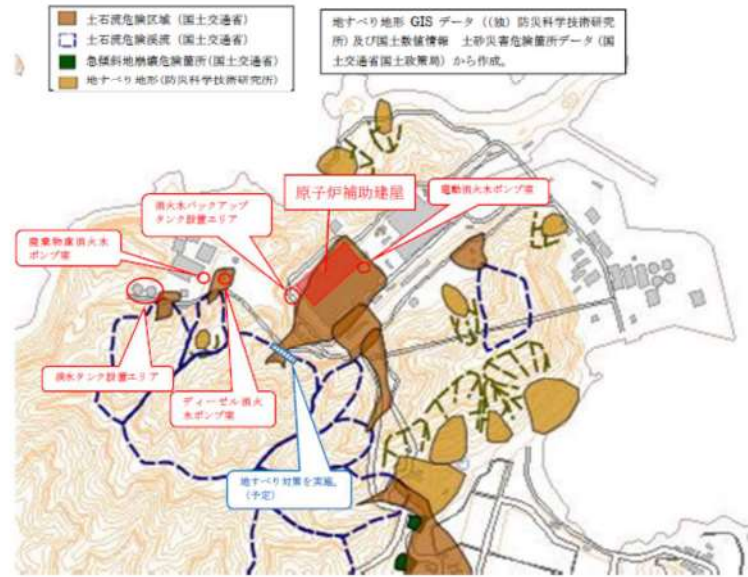 土石流危険区域（国土交通省）
土石流危険渓流（国土交通省）
急傾斜地崩壊危険箇所（国土交通省）
地すべり地形（防災科学技術研究所）
地すべり地形 GIS データ（（独）防災科学技術研究
所）及び国土数値情報　土砂災害危険箇所データ（国
土交通省国土政策局）から作成。
消火水バックアップ
タンク設置エリア
原子炉補助建屋
電動消火水ポンプ室
廃棄物庫消火水
ポンプ室
淡水タンク設置エリア
ディーゼル消火
水ポンプ室
地すべり対策を実施。
（予定）